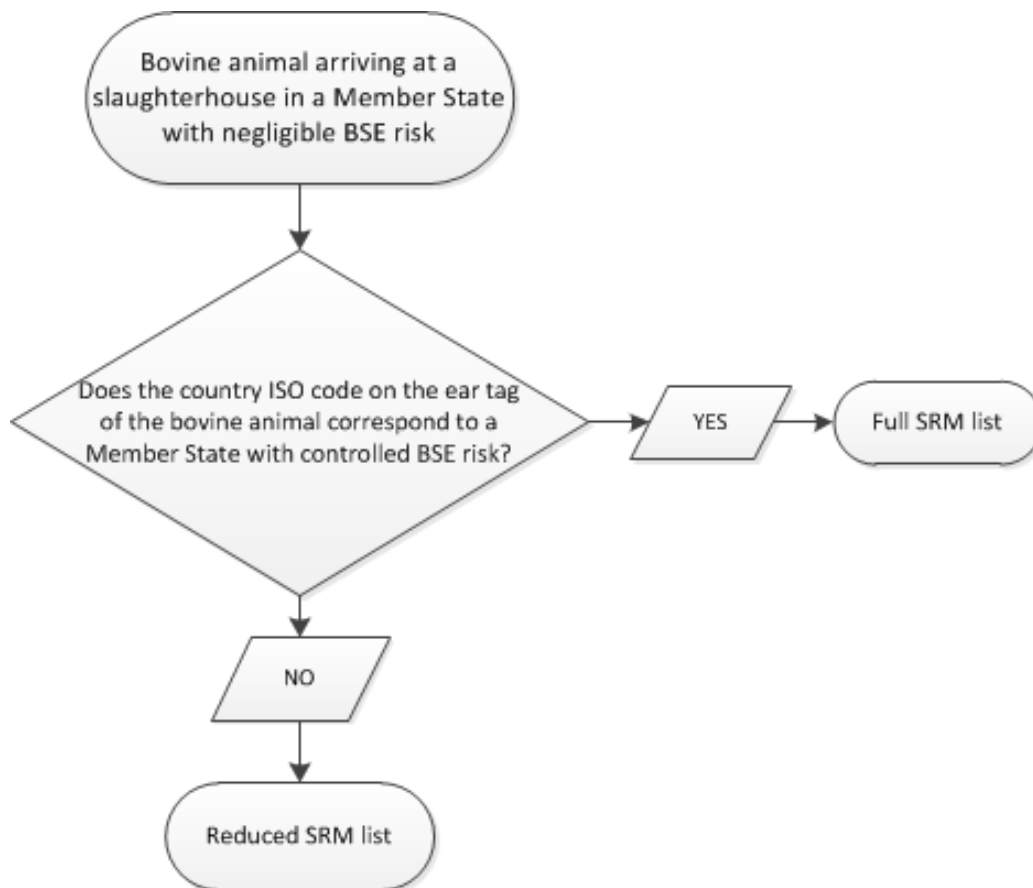 Bovine animal arriving at a
slaughterhouse in a Member State
with negligible BSE risk
Does the country ISO code on the ear tag
of the bovine animal correspond to a
Member State with controlled BSE risk?
YES
Full SRM list
NO
Reduced SRM list